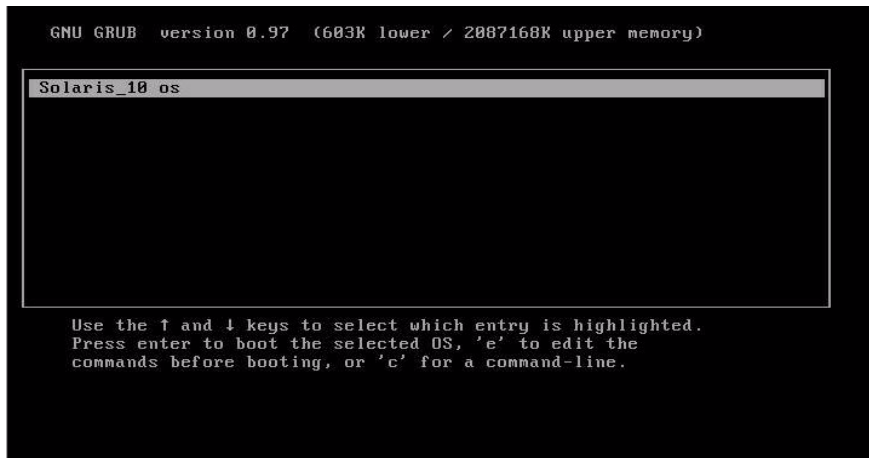 GNU GRUB version 0.97 (603K lower / 2087168K upper memory)
Solaris_10 os
Use the ↑ and ↓ keys to select which entry is highlighted.
Press enter to boot the selected OS, 'e' to edit the
commands before booting, or 'c' for a command-line.